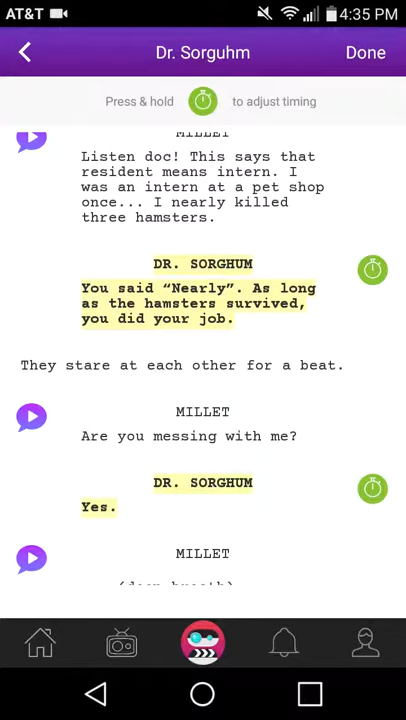 AT&T 4:35 PM
Dr. Sorguhm Done
Press & hold to adjust timing
MILLET
Listen doc! This says that
resident means intern. I
was an intern at a pet shop
once... I nearly killed
three hamsters.
DR. SORGHUM
You said “Nearly”. As long
as the hamsters survived,
you did your job.
They stare at each other for a beat.
MILLET
Are you messing with me?
DR. SORGHUM
Yes.
MILLET
(deep breath)